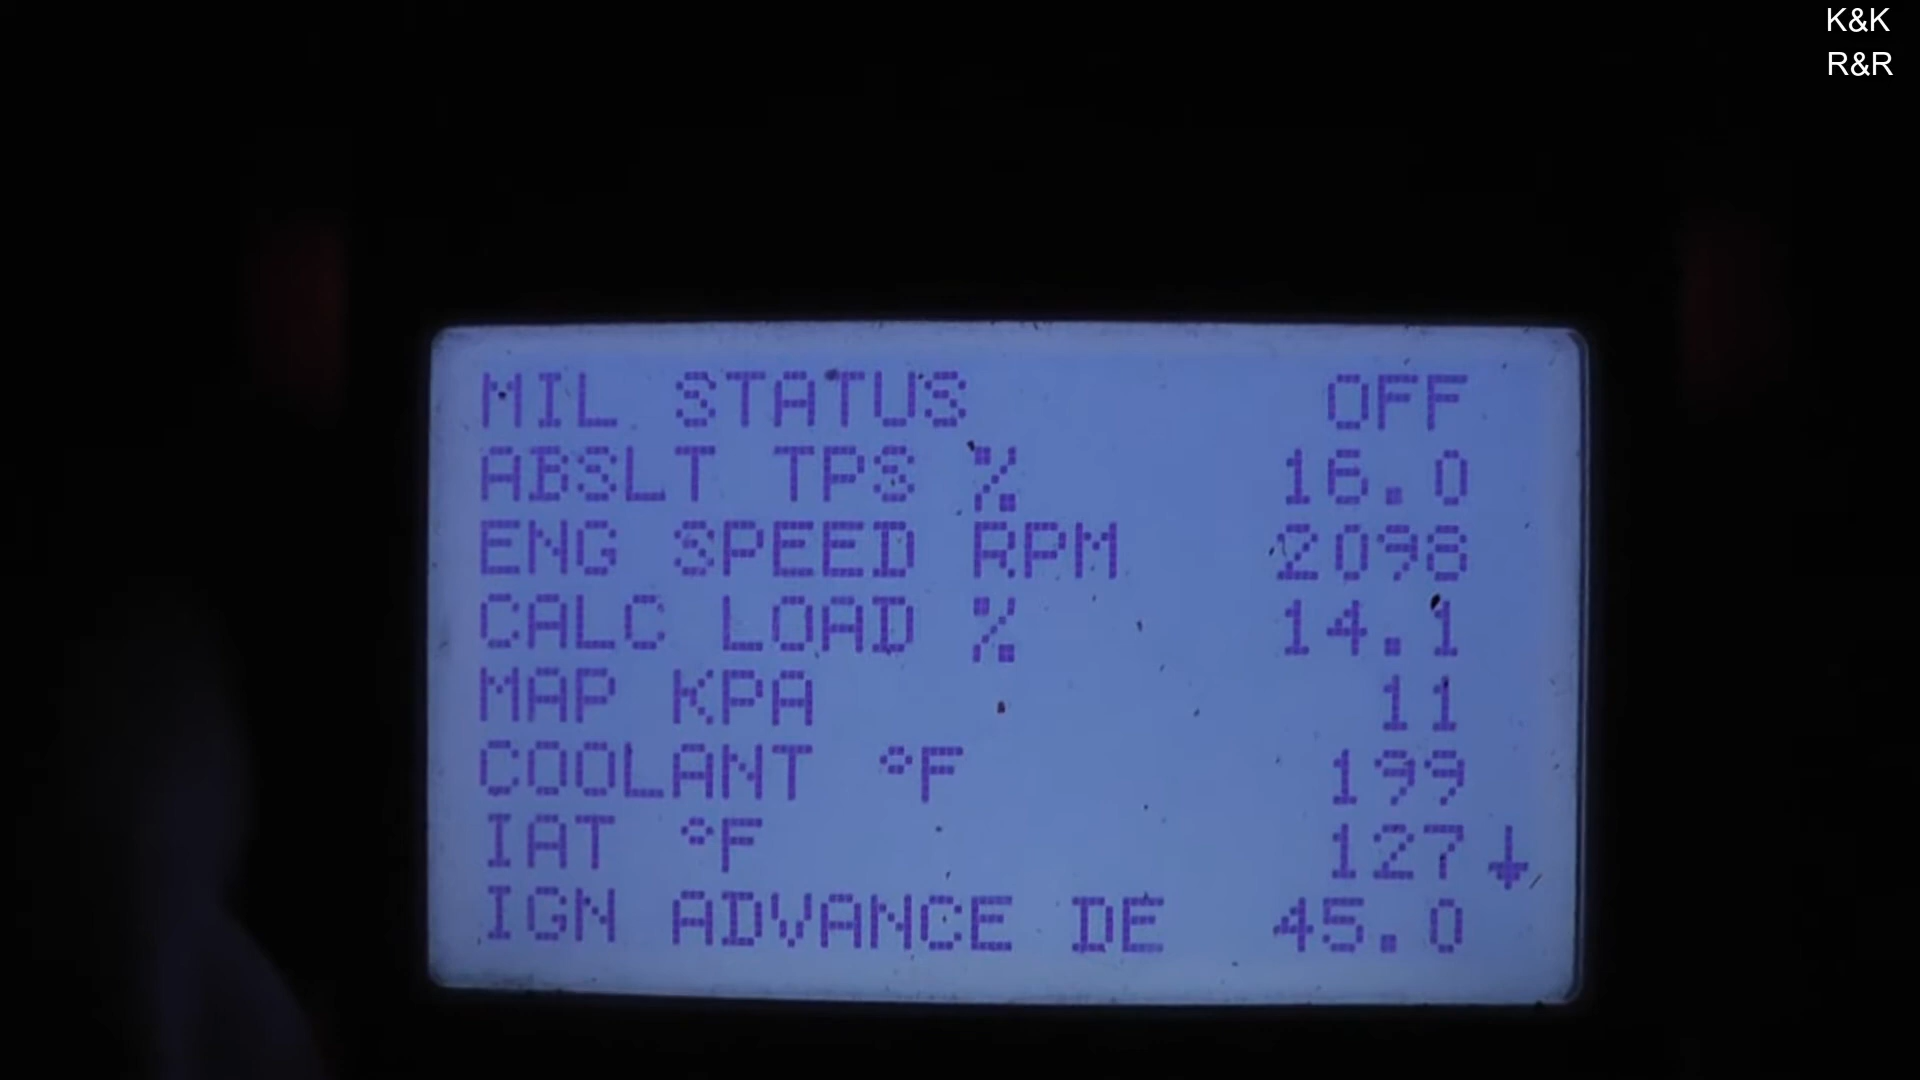 K&K
R&R
MIL STATUS OFF
ABSLT TPS % 16.0
ENG SPEED RPM 2098
CALC LOAD % 14.1
MAP KPA 11
COOLANT °F 199
IAT °F 127 ↓
IGN ADVANCE DE 45.0